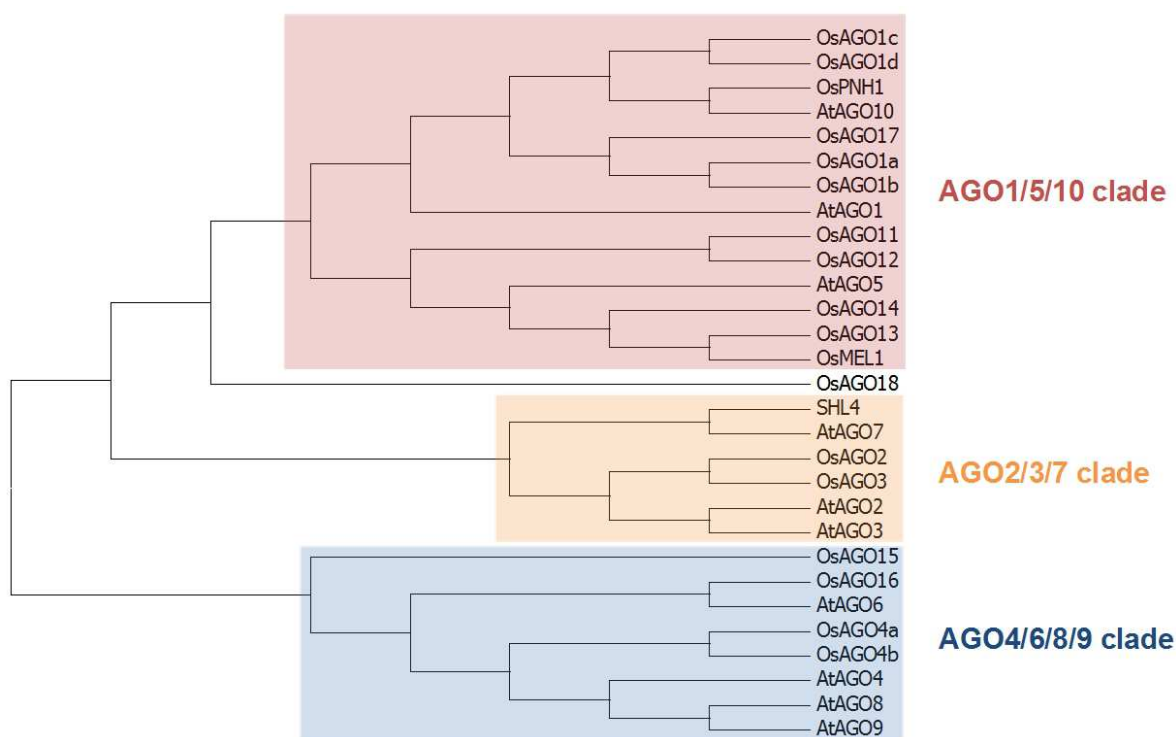 OsAGO1c
OsAGO1d
OsPNH1
AtAGO10
OsAGO17
OsAGO1a
OsAGO1b
AtAGO1
OsAGO11
OsAGO12
AtAGO5
OsAGO14
OsAGO13
OsMEL1
AGO1/5/10 clade
OsAGO18
SHL4
AtAGO7
OsAGO2
OsAGO3
AtAGO2
AtAGO3
AGO2/3/7 clade
OsAGO15
OsAGO16
AtAGO6
OsAGO4a
OsAGO4b
AtAGO4
AtAGO8
AtAGO9
AGO4/6/8/9 clade